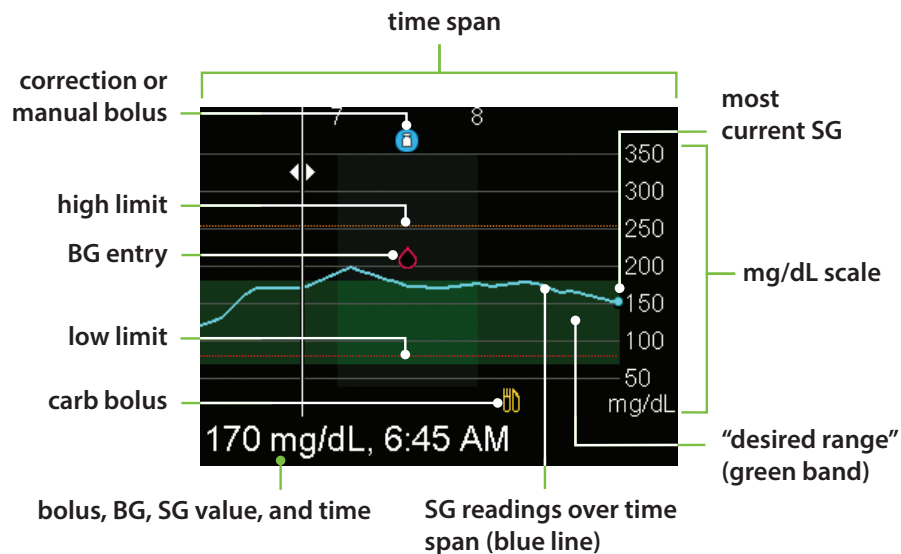 time span
correction or
manual bolus
most
current SG
7
8
350
300
high limit
250
BG entry
200
mg/dL scale
150
low limit
100
50
carb bolus
mg/dL
170 mg/dL, 6:45 AM
“desired range”
(green band)
bolus, BG, SG value, and time
SG readings over time
span (blue line)